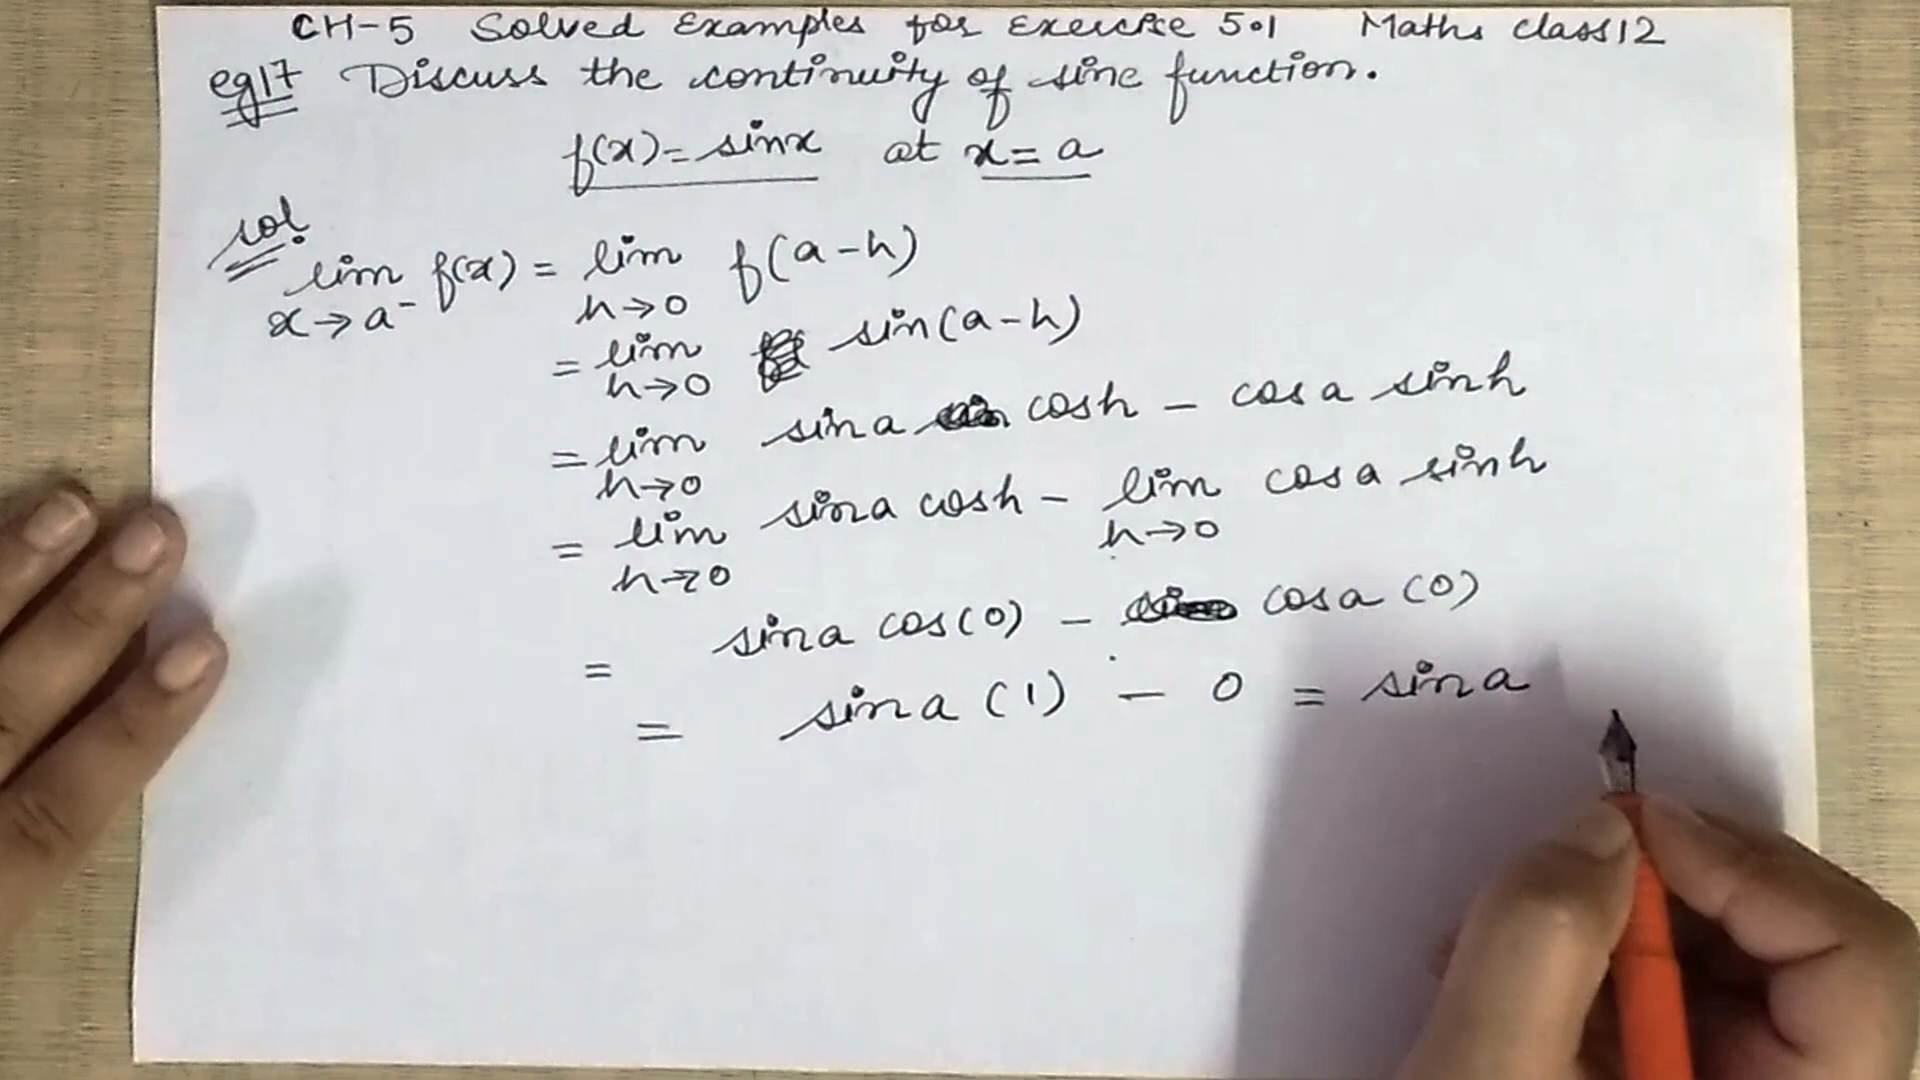 CH-5 Solved Examples for Exercise 5.1 Maths Class 12
eg17 Discuss the continuity of sine function.
f(x) = sinx at x = a
sol.
lim f(x) = lim f(a-h)
x→a⁻ h→0
= lim sin(a-h)
h→0
= lim sina cosh - cosa sinh
h→0
= lim sina cosh - lim cosa sinh
h→0 h→0
= sina cos(0) - cosa (0)
= sina (1) - 0 = sina